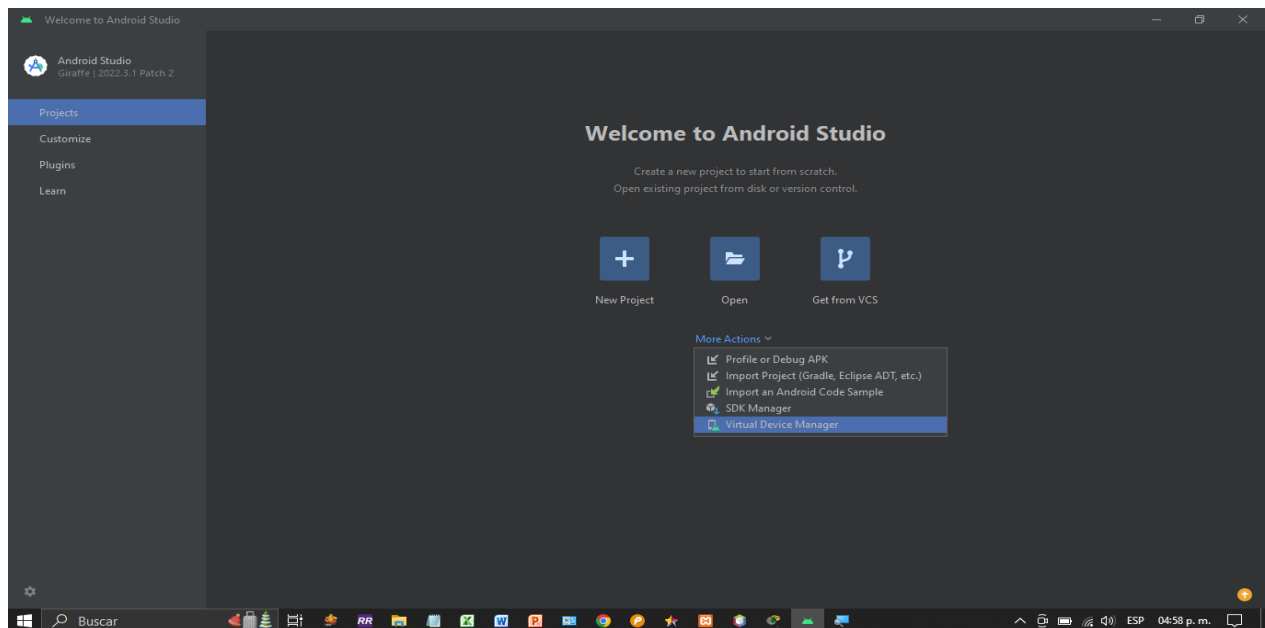 Welcome to Android Studio
Android Studio
Giraffe | 2022.3.1 Patch 2
Projects
Customize
Plugins
Learn
Welcome to Android Studio
Create a new project to start from scratch.
Open existing project from disk or version control.
New Project
Open
Get from VCS
More Actions
Profile or Debug APK
Import Project (Gradle, Eclipse ADT, etc.)
Import an Android Code Sample
SDK Manager
Virtual Device Manager
Buscar
RR
ESP
04:58 p. m.